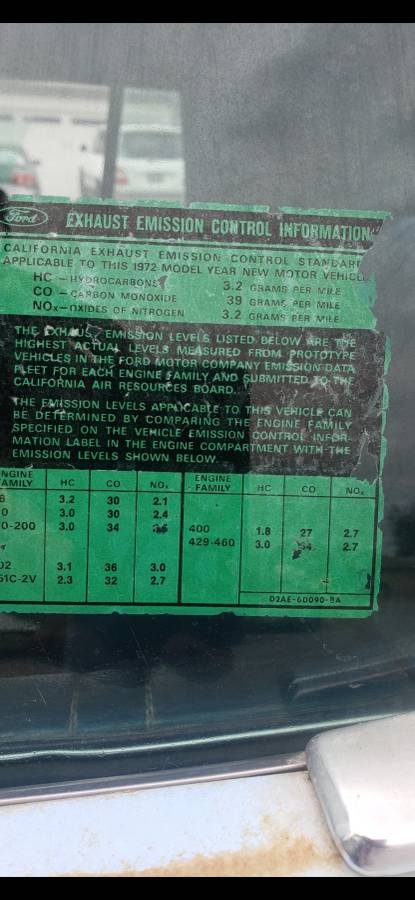 Ford EXHAUST EMISSION CONTROL INFORMATION
CALIFORNIA EXHAUST EMISSION CONTROL STANDAR
APPLICABLE TO THIS 1972 MODEL YEAR NEW MOTOR VEHICL
HC – HYDROCARBONS 3.2 GRAMS PER MILE
CO – CARBON MONOXIDE 39 GRAMS PER MILE
NOx – OXIDES OF NITROGEN 3.2 GRAMS PER MILE
THE EXHAUST EMISSION LEVELS LISTED BELOW ARE THE
HIGHEST ACTUAL LEVELS MEASURED FROM PROTOTYPE
VEHICLES IN THE FORD MOTOR COMPANY EMISSION DATA
FLEET FOR EACH ENGINE FAMILY AND SUBMITTED TO THE
CALIFORNIA AIR RESOURCES BOARD.
THE EMISSION LEVELS APPLICABLE TO THIS VEHICLE CAN
BE DETERMINED BY COMPARING THE ENGINE FAMILY
SPECIFIED ON THE VEHICLE EMISSION CONTROL INFOR-
MATION LABEL IN THE ENGINE COMPARTMENT WITH THE
EMISSION LEVELS SHOWN BELOW.
ENGINE FAMILY HC CO NOx ENGINE FAMILY HC CO NOx
3.2 30 2.1
0 3.0 30 2.4
0-200 3.0 34 400 1.8 27 2.7
429-460 3.0 2.7
02 3.1 36 3.0
51C-2V 2.3 32 2.7
D2AE-6D090-BA